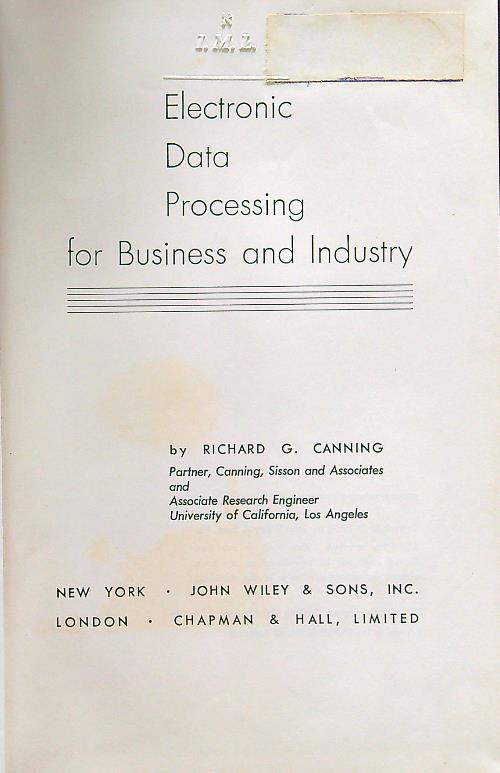 Electronic
Data
Processing
for Business and Industry
by RICHARD G. CANNING
Partner, Canning, Sisson and Associates
and
Associate Research Engineer
University of California, Los Angeles
NEW YORK · JOHN WILEY & SONS, INC.
LONDON · CHAPMAN & HALL, LIMITED